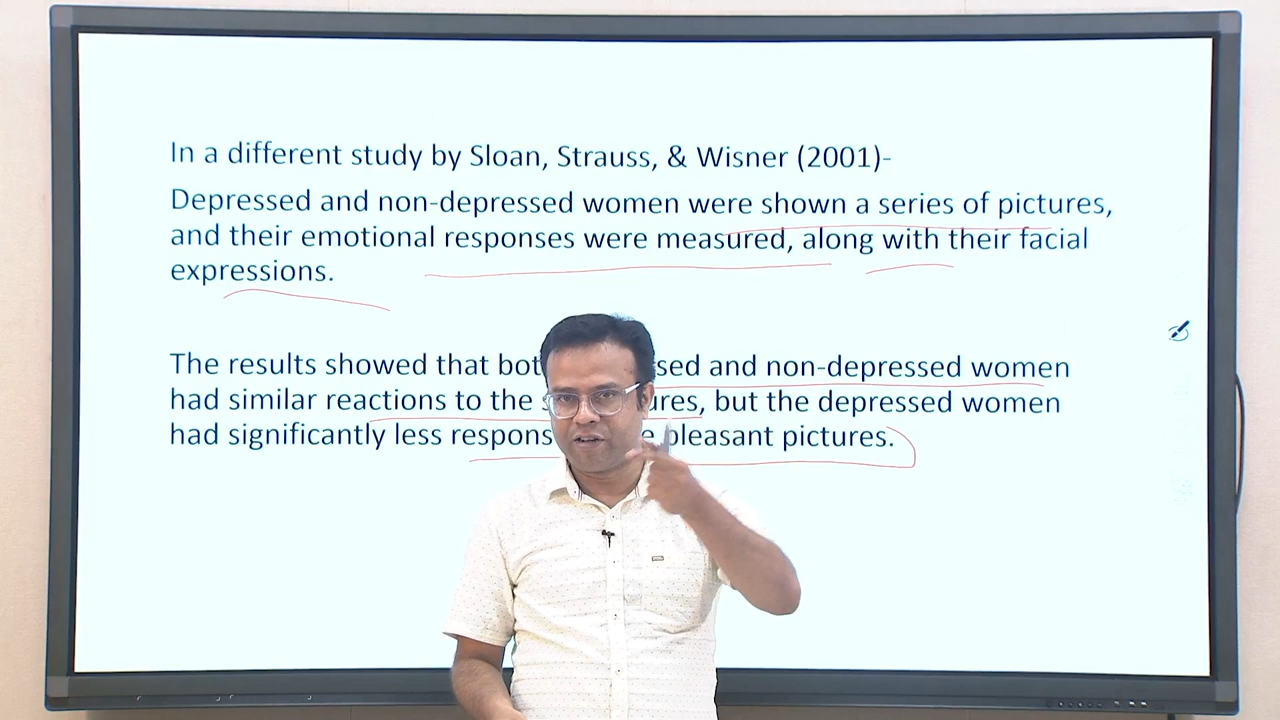 In a different study by Sloan, Strauss, & Wisner (2001)-
Depressed and non-depressed women were shown a series of pictures,
and their emotional responses were measured, along with their facial
expressions.
The results showed that and non-depressed women
had similar reactions to the but the depressed women
had significantly less pleasant pictures.